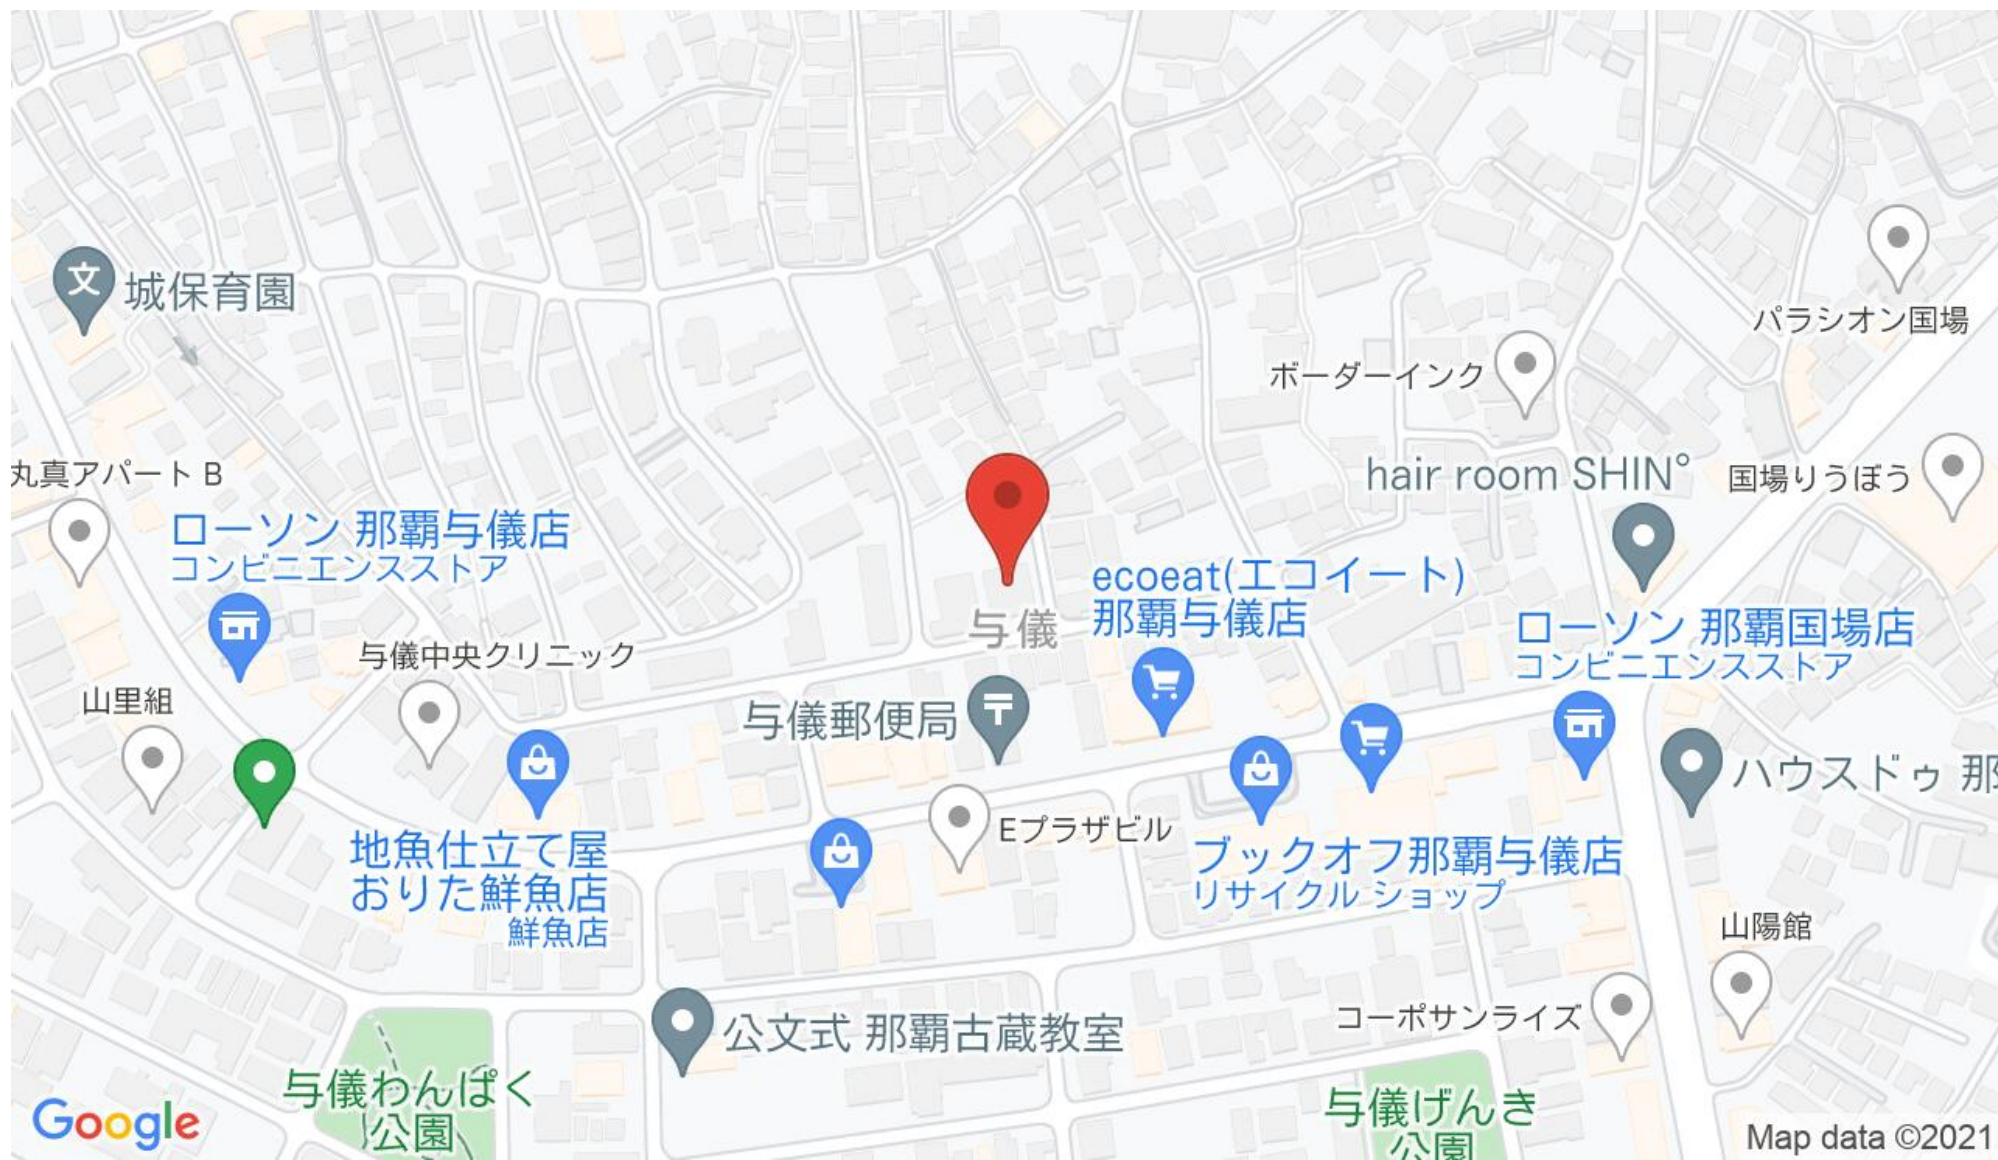 城保育園
パラシオン国場
ボーダーインク
丸真アパート B
hair room SHIN°
国場りうぼう
ローソン 那覇与儀店
コンビニエンスストア
ecoeat(エコイート)
那覇与儀店
与儀
ローソン 那覇国場店
コンビニエンスストア
与儀中央クリニック
山里組
与儀郵便局
ハウスドゥ 那
Eプラザビル
地魚仕立て屋
おりた鮮魚店
鮮魚店
ブックオフ那覇与儀店
リサイクル ショップ
山陽館
公文式 那覇古蔵教室
コーポサンライズ
与儀わんぱく
公園
与儀げんき
公園
Google
Map data ©2021